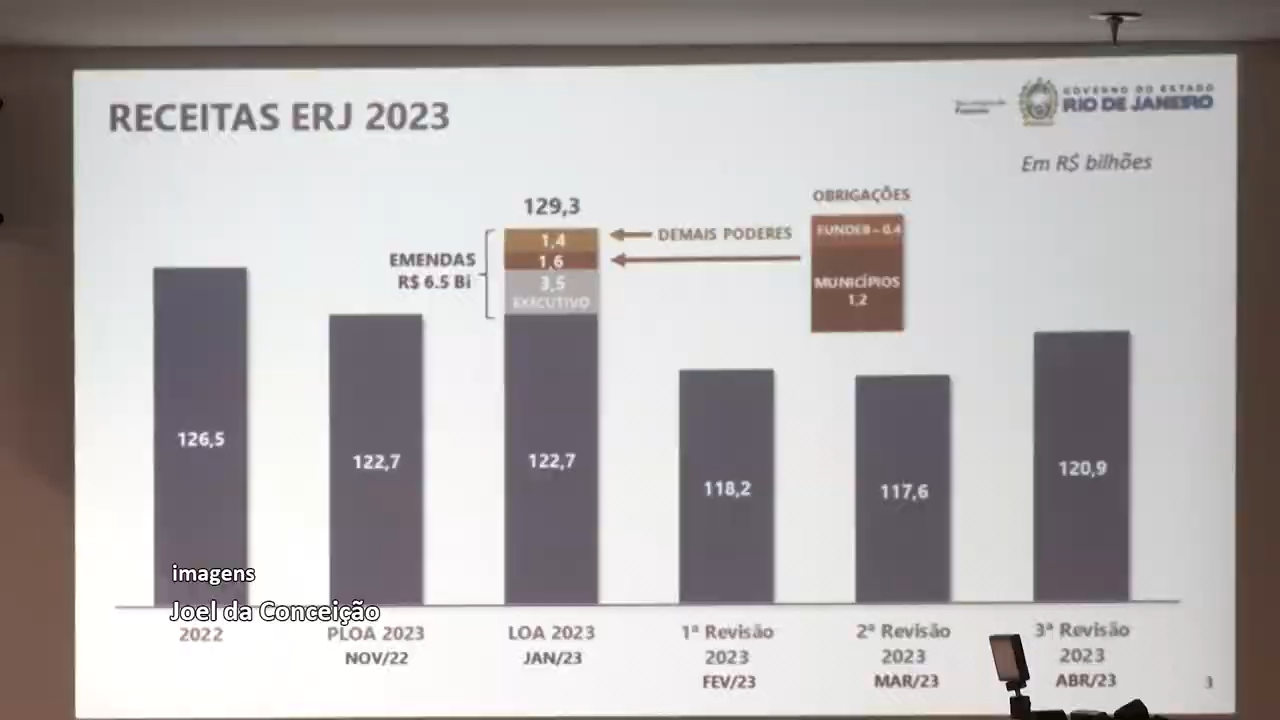 RECEITAS ERJ 2023
GOVERNO DO ESTADO
RIO DE JANEIRO
Em R$ bilhões
129,3
OBRIGAÇÕES
EMENDAS
R$ 6.5 Bi
1,4
1,6
3,5
EXECUTIVO
DEMAIS PODERES
FUNDEB - 0.4
MUNICÍPIOS
1,2
126,5
122,7
122,7
118,2
117,6
120,9
imagens
Joel da Conceição
2022
PLOA 2023
NOV/22
LOA 2023
JAN/23
1ª Revisão
2023
FEV/23
2ª Revisão
2023
MAR/23
3ª Revisão
2023
ABR/23
3